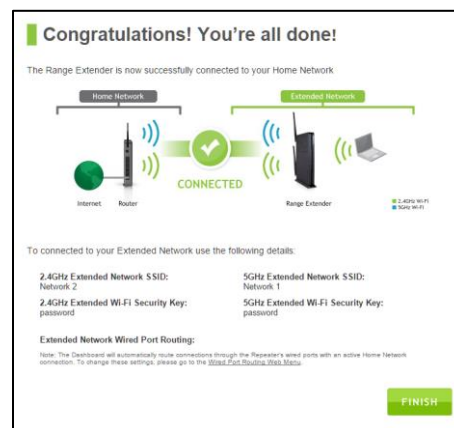 Congratulations! You're all done!
The Range Extender is now successfully connected to your Home Network
Home Network
Extended Network
CONNECTED
Internet
Router
Range Extender
2.4GHz Wi-Fi
5GHz Wi-Fi
To connected to your Extended Network use the following details:
2.4GHz Extended Network SSID:
Network 2
5GHz Extended Network SSID:
Network 1
2.4GHz Extended Wi-Fi Security Key:
password
5GHz Extended Wi-Fi Security Key:
password
Extended Network Wired Port Routing:
Note: The Dashboard will automatically route connections through the Repeater's wired ports with an active Home Network
connection. To change these settings, please go to the Wired Port Routing Web Menu.
FINISH